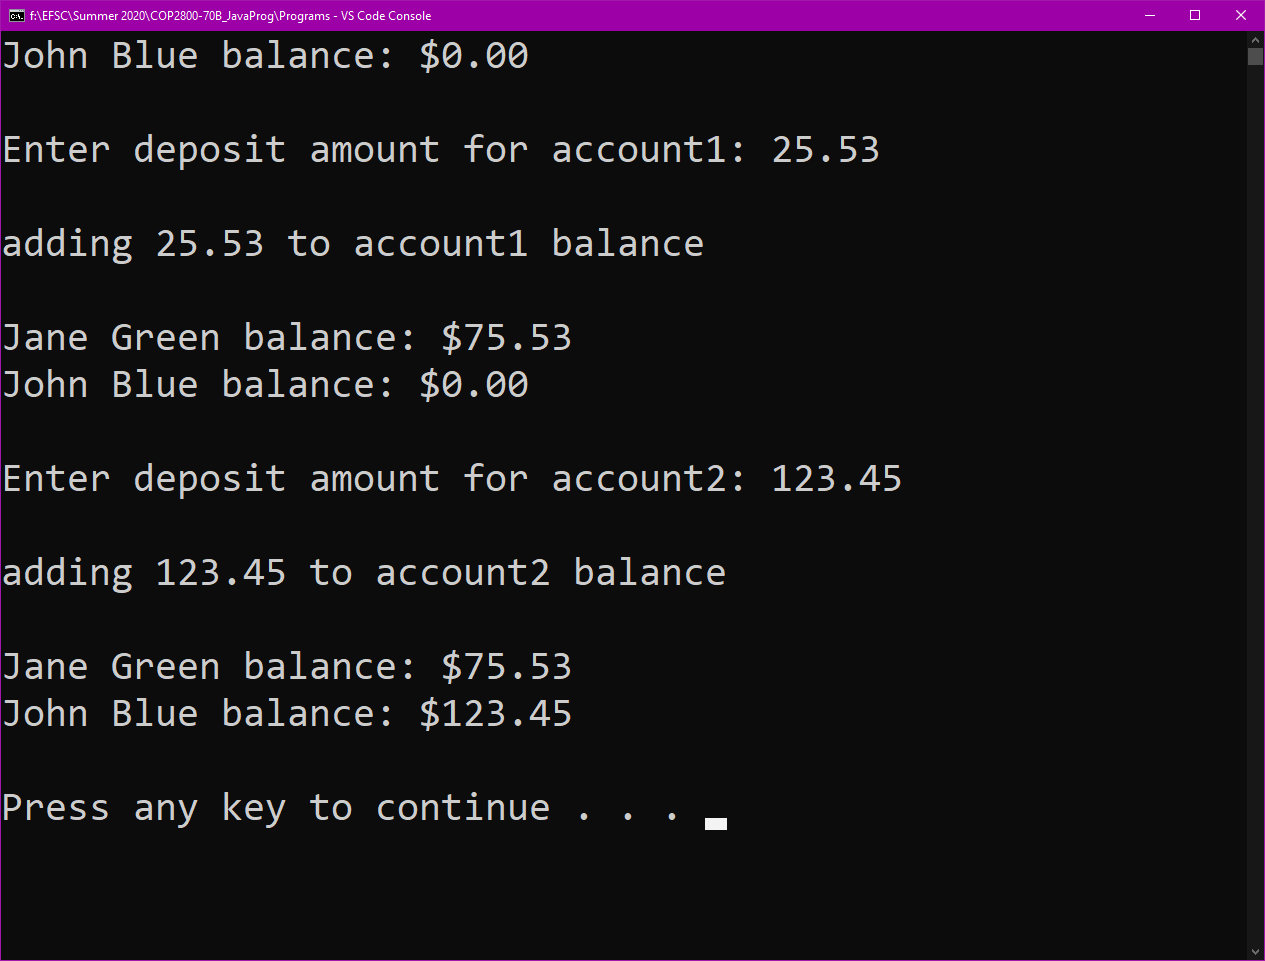 f:\EFSC\Summer 2020\COP2800-70B_JavaProg\Programs - VS Code Console
John Blue balance: $0.00
Enter deposit amount for account1: 25.53
adding 25.53 to account1 balance
Jane Green balance: $75.53
John Blue balance: $0.00
Enter deposit amount for account2: 123.45
adding 123.45 to account2 balance
Jane Green balance: $75.53
John Blue balance: $123.45
Press any key to continue . . .